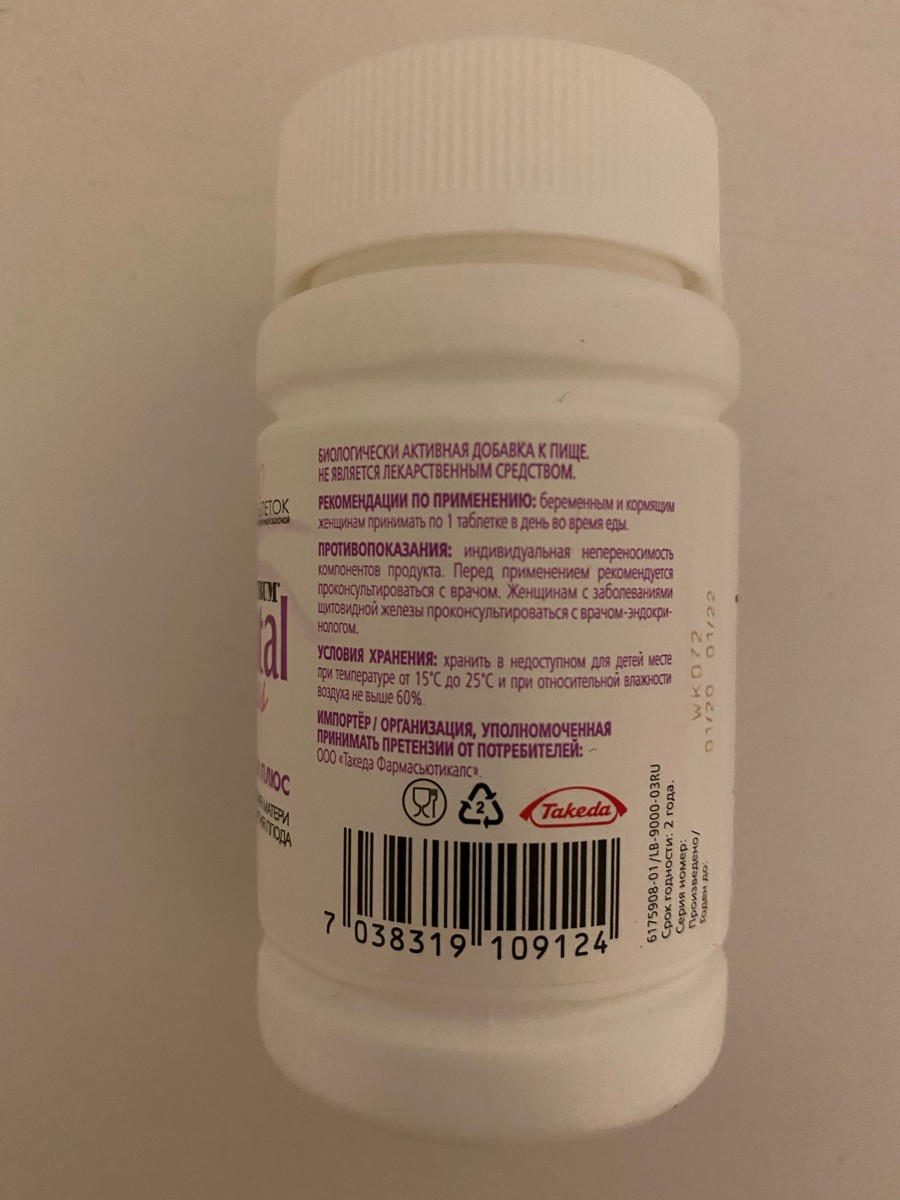 БИОЛОГИЧЕСКИ АКТИВНАЯ ДОБАВКА К ПИЩЕ.
НЕ ЯВЛЯЕТСЯ ЛЕКАРСТВЕННЫМ СРЕДСТВОМ.
РЕКОМЕНДАЦИИ ПО ПРИМЕНЕНИЮ: беременным и кормящим
женщинам принимать по 1 таблетке в день во время еды.
ПРОТИВОПОКАЗАНИЯ: индивидуальная непереносимость
компонентов продукта. Перед применением рекомендуется
проконсультироваться с врачом. Женщинам с заболеваниями
щитовидной железы проконсультироваться с врачом-эндокри-
нологом.
УСЛОВИЯ ХРАНЕНИЯ: хранить в недоступном для детей месте
при температуре от 15°С до 25°С и при относительной влажности
воздуха не выше 60%.
ИМПОРТЁР / ОРГАНИЗАЦИЯ, УПОЛНОМОЧЕННАЯ
ПРИНИМАТЬ ПРЕТЕНЗИИ ОТ ПОТРЕБИТЕЛЕЙ:
ООО «Такеда Фармасьютикалс».
2
Takeda
7 038319 109124
6175908-01/LB-9000-03RU
Срок годности: 2 года.
Серия номер:
Произведено/
Годен до:
WK072
01/20 01/22
ПЛЮС
МАТЕРИ
ПЛОДА